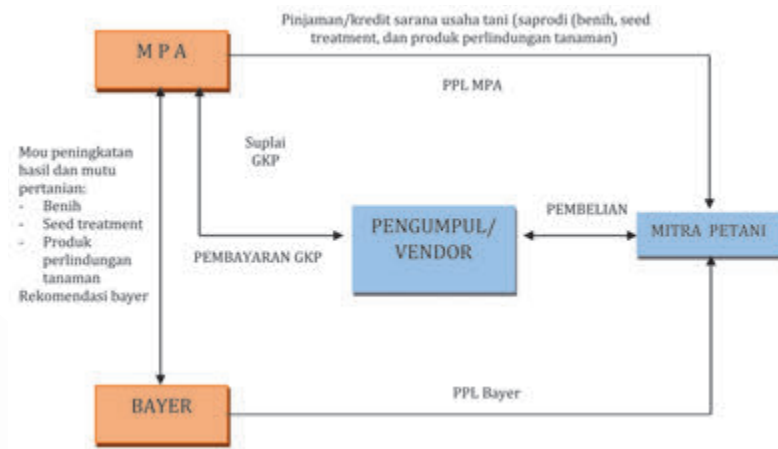 Pinjaman/kredit sarana usaha tani (saprodi (benih, seed
treatment, dan produk perlindungan tanaman)
M P A
PPL MPA
Suplai
GKP
Mou peningkatan
hasil dan mutu
pertanian:
- Benih
- Seed treatment
- Produk
perlindungan
tanaman
Rekomendasi bayer
PEMBAYARAN GKP
PENGUMPUL/
VENDOR
PEMBELIAN
MITRA PETANI
BAYER
PPL Bayer